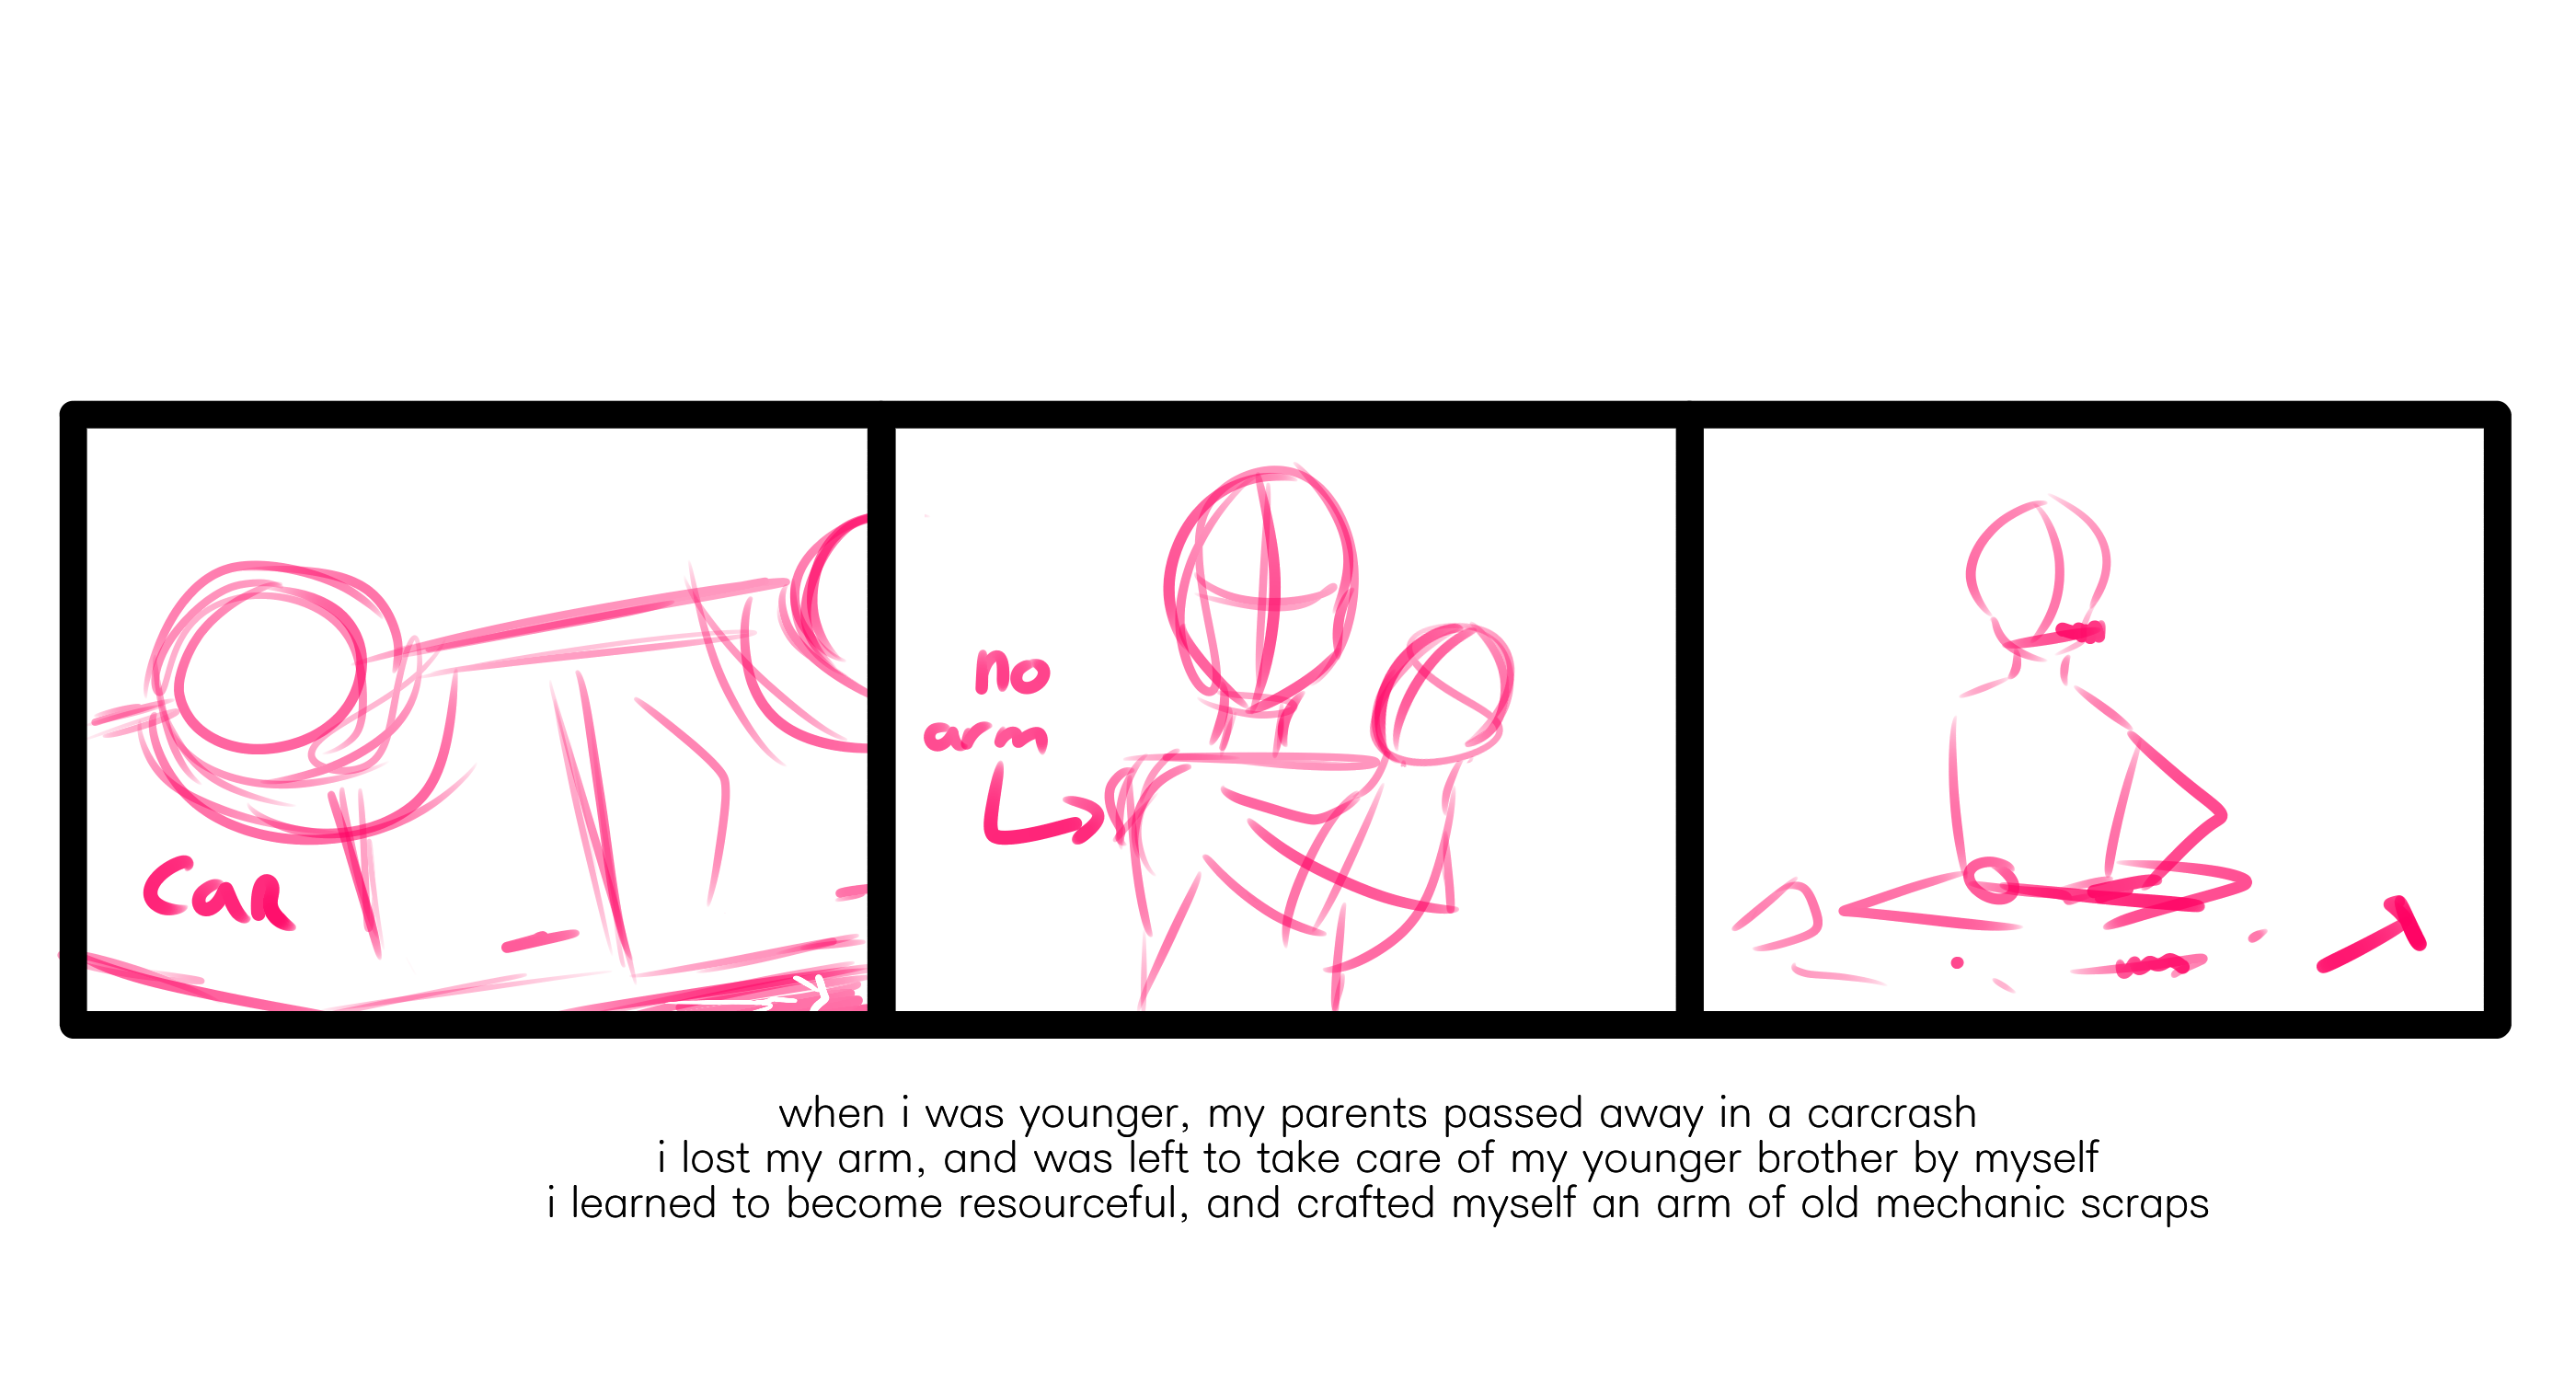 car
no
arm
when i was younger, my parents passed away in a carcrash
i lost my arm, and was left to take care of my younger brother by myself
i learned to become resourceful, and crafted myself an arm of old mechanic scraps